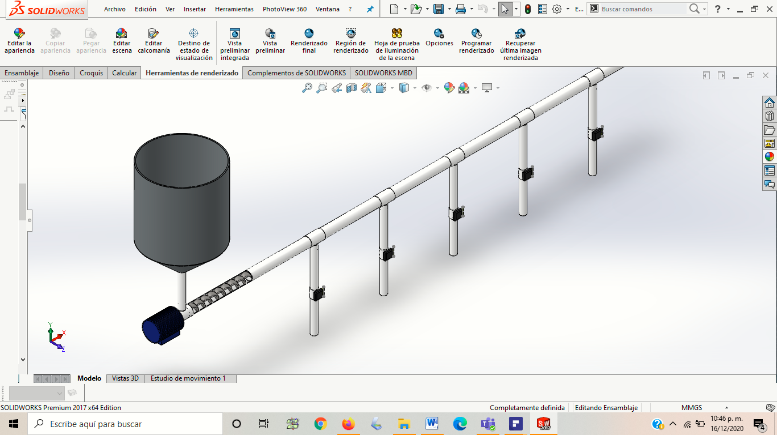 SOLIDWORKS Archivo Edición Ver Insertar Herramientas PhotoView 360 Ventana ? E... Buscar comandos ?
Editar la apariencia
Copiar apariencia
Pegar apariencia
Editar escena
Editar calcomanía
Destino de estado de visualización
Vista preliminar integrada
Vista preliminar
Renderizado final
Región de renderizado
Hoja de prueba de iluminación de la escena
Opciones
Programar renderizado
Recuperar última imagen renderizada
Ensamblaje Diseño Croquis Calcular Herramientas de renderizado Complementos de SOLIDWORKS SOLIDWORKS MBD
Modelo Vistas 3D Estudio de movimiento 1
SOLIDWORKS Premium 2017 x64 Edition Completamente definida Editando Ensamblaje MMGS
Escribe aquí para buscar
10:46 p. m.
16/12/2020